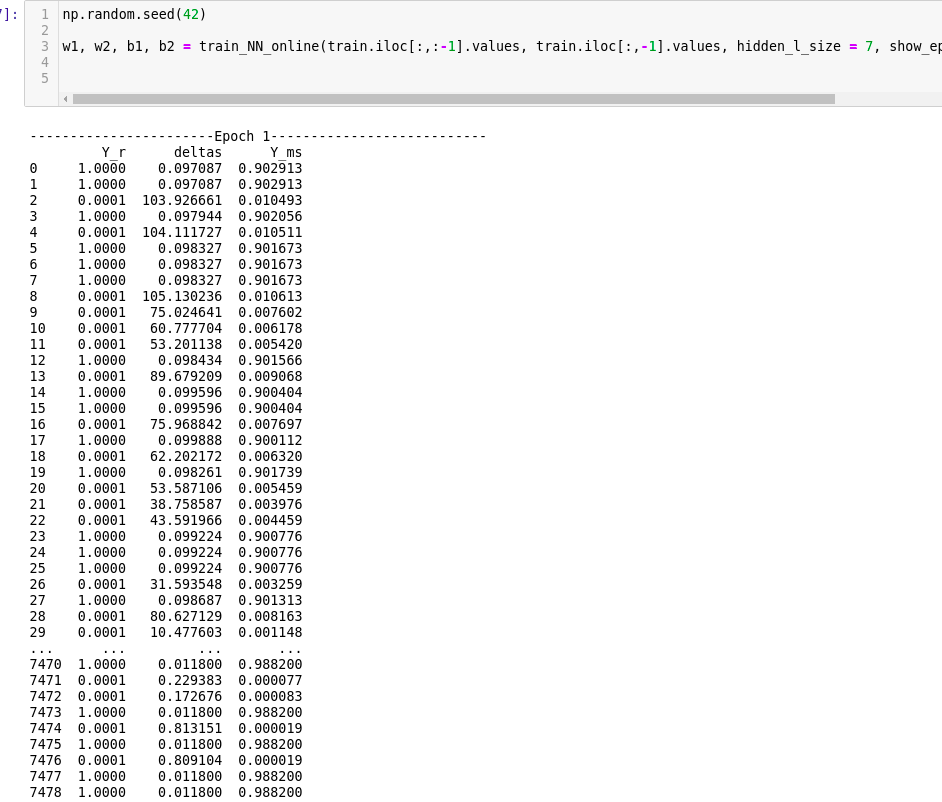 ]:
1 np.random.seed(42)
2
3 w1, w2, b1, b2 = train_NN_online(train.iloc[:,:-1].values, train.iloc[:,-1].values, hidden_l_size = 7, show_ep
4
5
-----------------------Epoch 1---------------------------
Y_r deltas Y_ms
0 1.0000 0.097087 0.902913
1 1.0000 0.097087 0.902913
2 0.0001 103.926661 0.010493
3 1.0000 0.097944 0.902056
4 0.0001 104.111727 0.010511
5 1.0000 0.098327 0.901673
6 1.0000 0.098327 0.901673
7 1.0000 0.098327 0.901673
8 0.0001 105.130236 0.010613
9 0.0001 75.024641 0.007602
10 0.0001 60.777704 0.006178
11 0.0001 53.201138 0.005420
12 1.0000 0.098434 0.901566
13 0.0001 89.679209 0.009068
14 1.0000 0.099596 0.900404
15 1.0000 0.099596 0.900404
16 0.0001 75.968842 0.007697
17 1.0000 0.099888 0.900112
18 0.0001 62.202172 0.006320
19 1.0000 0.098261 0.901739
20 0.0001 53.587106 0.005459
21 0.0001 38.758587 0.003976
22 0.0001 43.591966 0.004459
23 1.0000 0.099224 0.900776
24 1.0000 0.099224 0.900776
25 1.0000 0.099224 0.900776
26 0.0001 31.593548 0.003259
27 1.0000 0.098687 0.901313
28 0.0001 80.627129 0.008163
29 0.0001 10.477603 0.001148
... ... ... ...
7470 1.0000 0.011800 0.988200
7471 0.0001 0.229383 0.000077
7472 0.0001 0.172676 0.000083
7473 1.0000 0.011800 0.988200
7474 0.0001 0.813151 0.000019
7475 1.0000 0.011800 0.988200
7476 0.0001 0.809104 0.000019
7477 1.0000 0.011800 0.988200
7478 1.0000 0.011800 0.988200